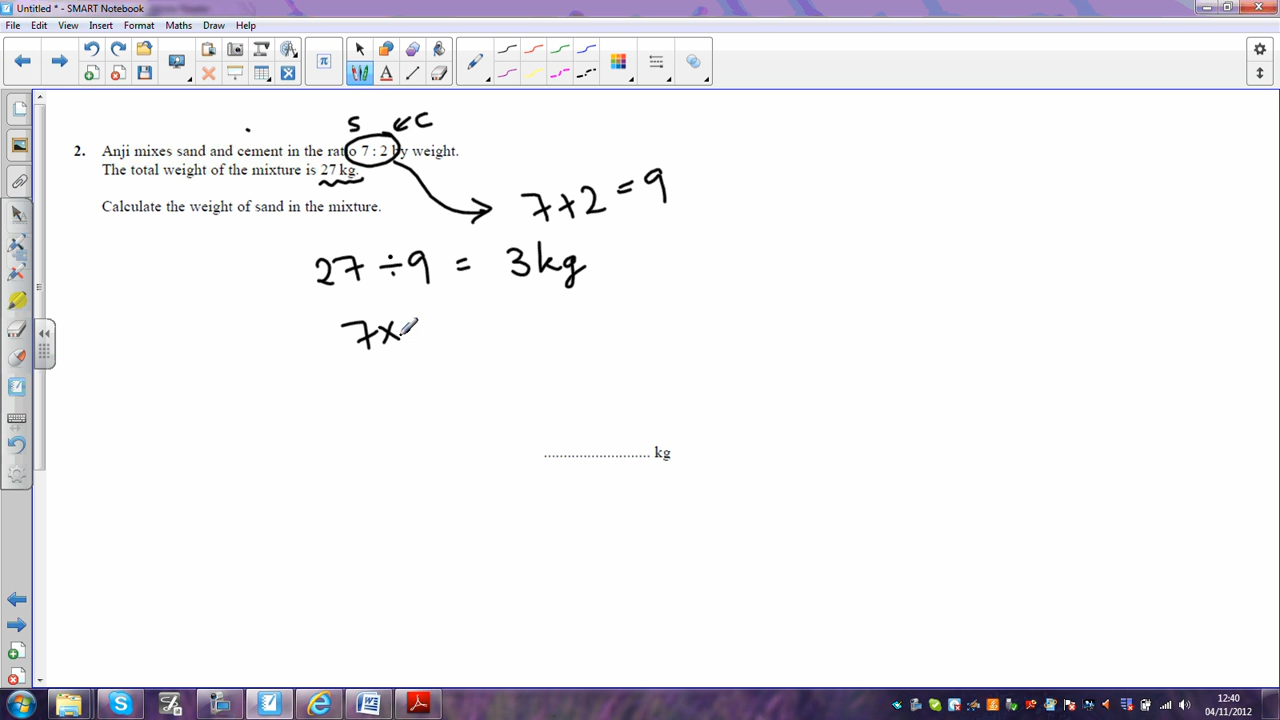 Untitled * - SMART Notebook
File Edit View Insert Format Maths Draw Help
S ← C
2. Anji mixes sand and cement in the ratio 7 : 2 by weight.
The total weight of the mixture is 27 kg.
7+2 = 9
Calculate the weight of sand in the mixture.
27 ÷ 9 = 3kg
7×
.......................... kg
12:40
04/11/2012